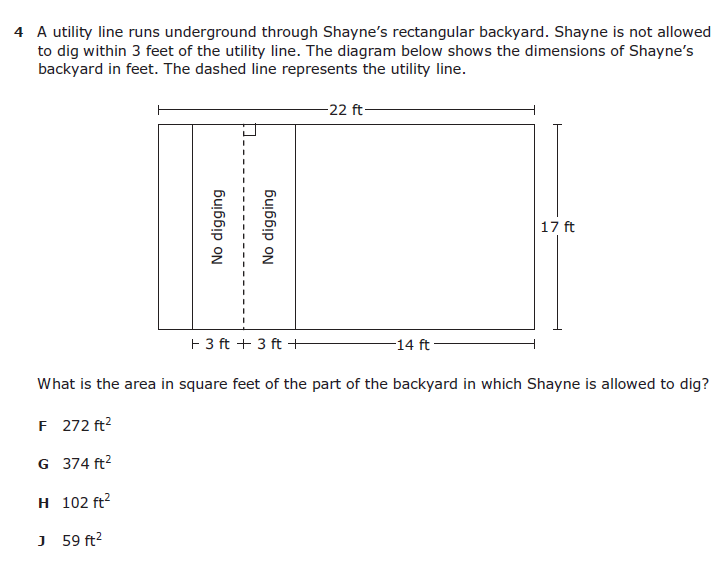 4 A utility line runs underground through Shayne's rectangular backyard. Shayne is not allowed
to dig within 3 feet of the utility line. The diagram below shows the dimensions of Shayne's
backyard in feet. The dashed line represents the utility line.
22 ft
No digging
No digging
17 ft
3 ft
3 ft
14 ft
What is the area in square feet of the part of the backyard in which Shayne is allowed to dig?
F 272 ft²
G 374 ft²
H 102 ft²
J 59 ft²